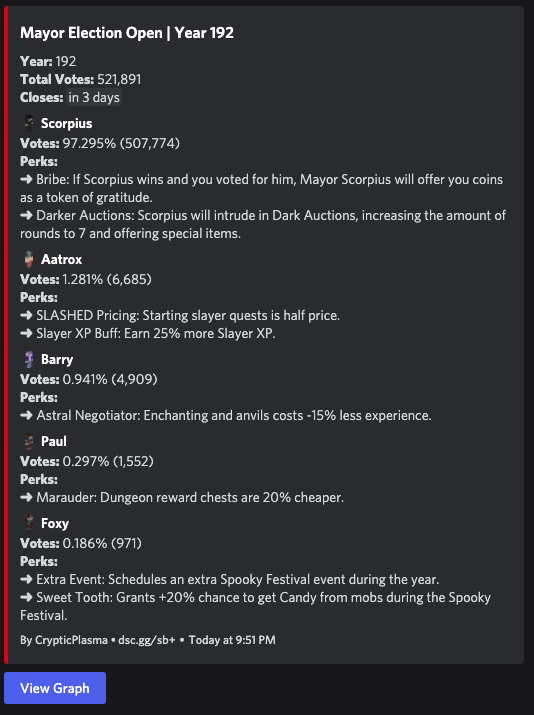 Mayor Election Open | Year 192
Year: 192
Total Votes: 521,891
Closes: in 3 days
Scorpius
Votes: 97.295% (507,774)
Perks:
➜ Bribe: If Scorpius wins and you voted for him, Mayor Scorpius will offer you coins
as a token of gratitude.
➜ Darker Auctions: Scorpius will intrude in Dark Auctions, increasing the amount of
rounds to 7 and offering special items.
Aatrox
Votes: 1.281% (6,685)
Perks:
➜ SLASHED Pricing: Starting slayer quests is half price.
➜ Slayer XP Buff: Earn 25% more Slayer XP.
Barry
Votes: 0.941% (4,909)
Perks:
➜ Astral Negotiator: Enchanting and anvils costs -15% less experience.
Paul
Votes: 0.297% (1,552)
Perks:
➜ Marauder: Dungeon reward chests are 20% cheaper.
Foxy
Votes: 0.186% (971)
Perks:
➜ Extra Event: Schedules an extra Spooky Festival event during the year.
➜ Sweet Tooth: Grants +20% chance to get Candy from mobs during the Spooky
Festival.
By CrypticPlasma • dsc.gg/sb+ • Today at 9:51 PM
View Graph